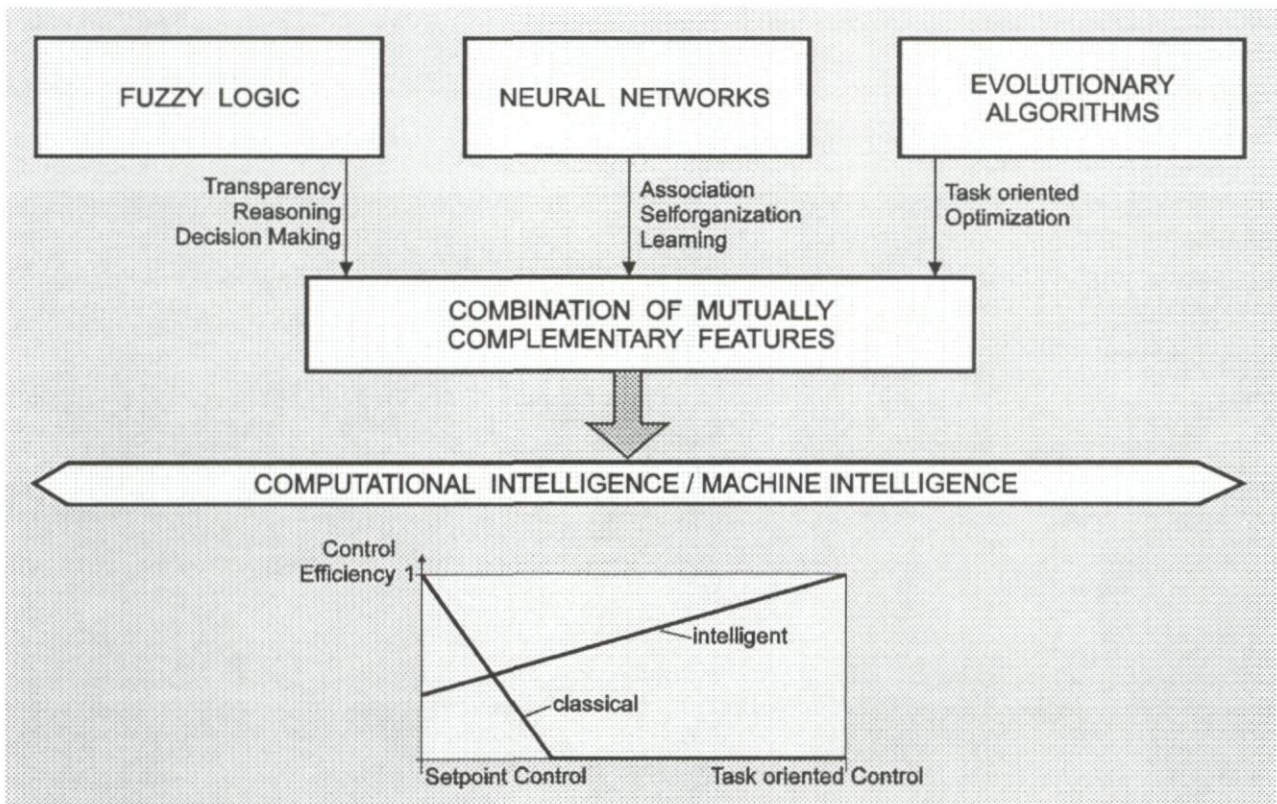 FUZZY LOGIC
NEURAL NETWORKS
EVOLUTIONARY
ALGORITHMS
Transparency
Reasoning
Decision Making
Association
Selforganization
Learning
Task oriented
Optimization
COMBINATION OF MUTUALLY
COMPLEMENTARY FEATURES
COMPUTATIONAL INTELLIGENCE / MACHINE INTELLIGENCE
Control
Efficiency 1
intelligent
classical
Setpoint Control
Task oriented Control